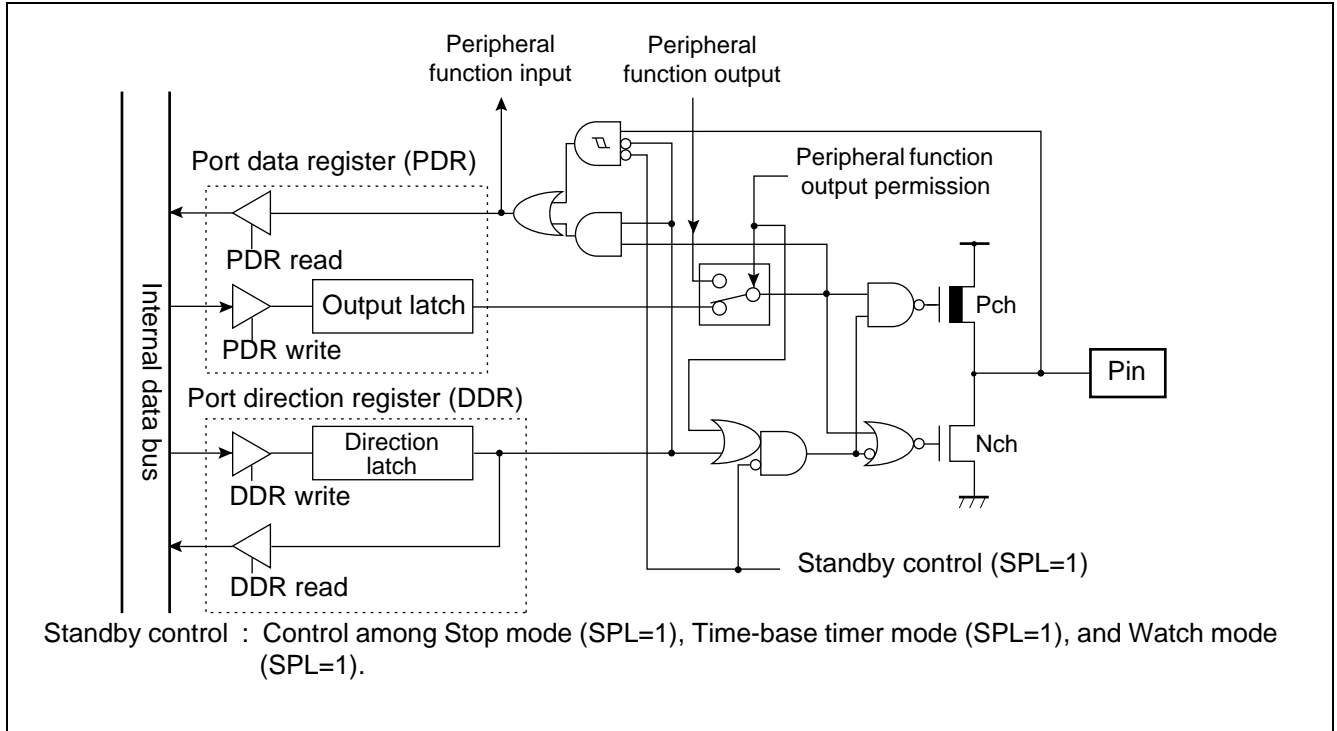 Peripheral
function input
Peripheral
function output
Port data register (PDR)
Peripheral function
output permission
PDR read
Output latch
PDR write
Pch
Internal data bus
Pin
Port direction register (DDR)
Direction
latch
Nch
DDR write
Standby control (SPL=1)
DDR read
Standby control : Control among Stop mode (SPL=1), Time-base timer mode (SPL=1), and Watch mode
(SPL=1).